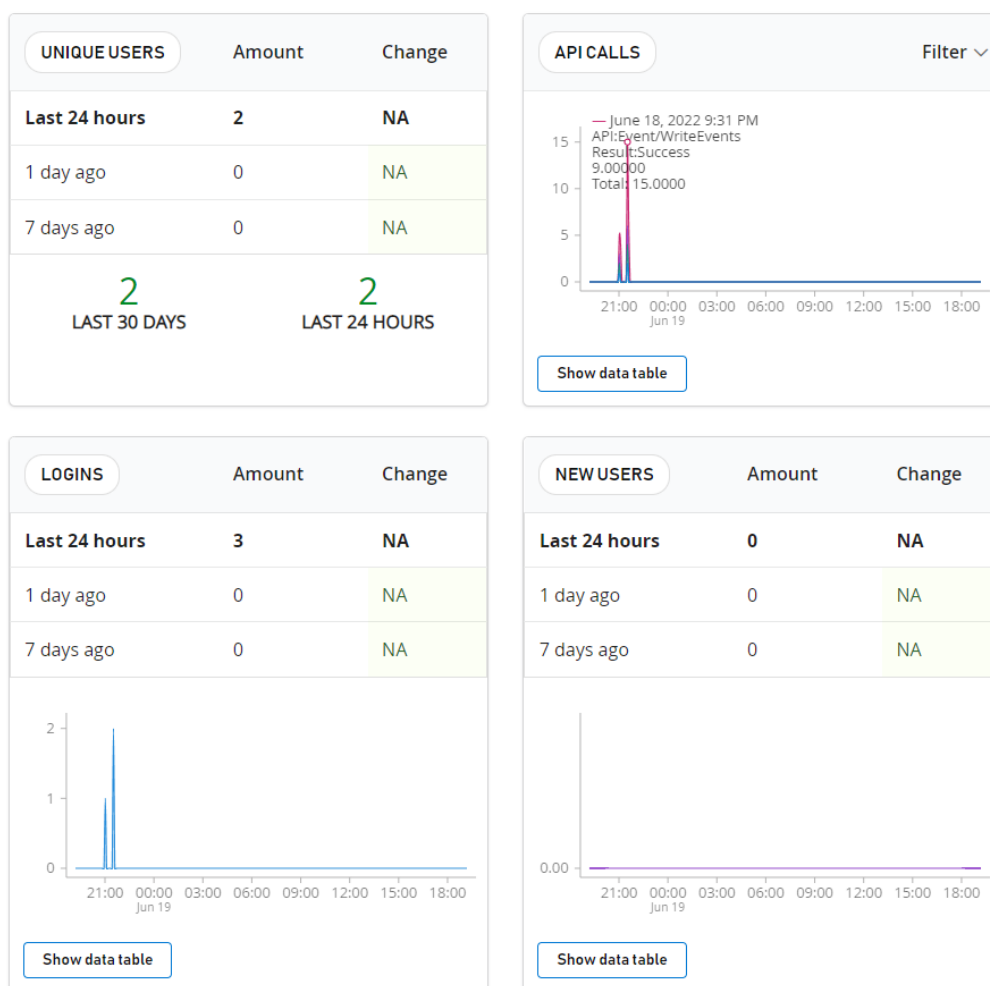 UNIQUE USERS Amount Change
Last 24 hours 2 NA
1 day ago 0 NA
7 days ago 0 NA
2 2
LAST 30 DAYS LAST 24 HOURS
API CALLS Filter
— June 18, 2022 9:31 PM
API:Event/WriteEvents
Result:Success
9.00000
Total: 15.0000
15
10
5
0
21:00 00:00 03:00 06:00 09:00 12:00 15:00 18:00
Jun 19
Show data table
LOGINS Amount Change
Last 24 hours 3 NA
1 day ago 0 NA
7 days ago 0 NA
2
1
0
21:00 00:00 03:00 06:00 09:00 12:00 15:00 18:00
Jun 19
Show data table
NEW USERS Amount Change
Last 24 hours 0 NA
1 day ago 0 NA
7 days ago 0 NA
0.00
21:00 00:00 03:00 06:00 09:00 12:00 15:00 18:00
Jun 19
Show data table